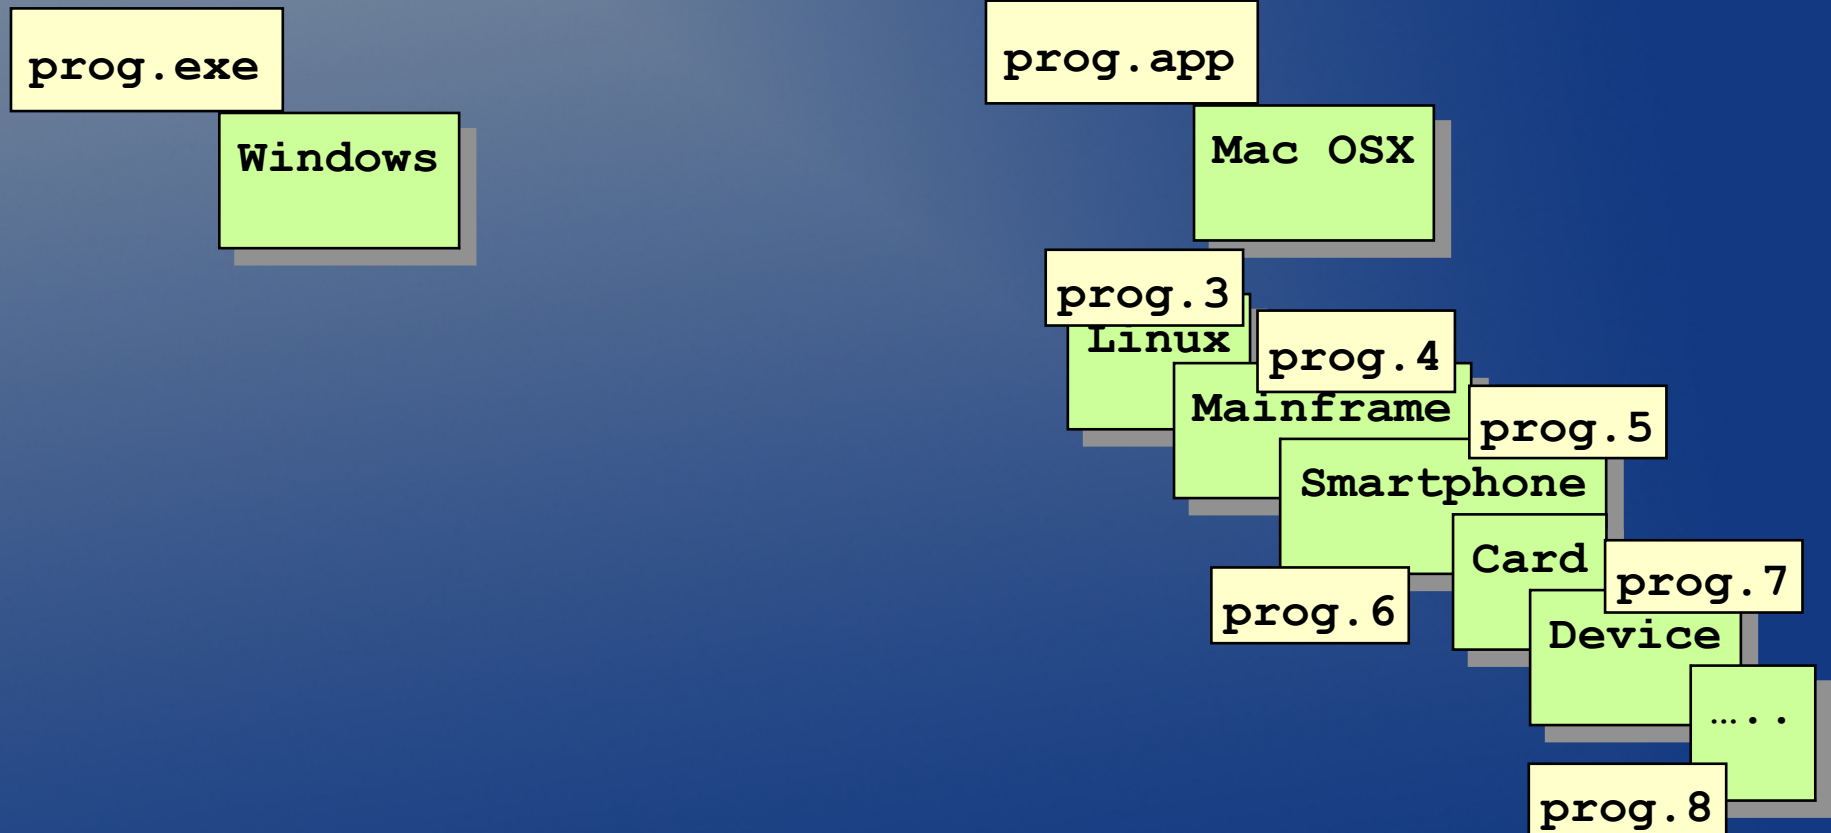 prog.exe
Windows
prog.app
Mac OSX
prog.3
Linux
prog.4
Mainframe
prog.5
Smartphone
Card
prog.6
prog.7
Device
…..
prog.8